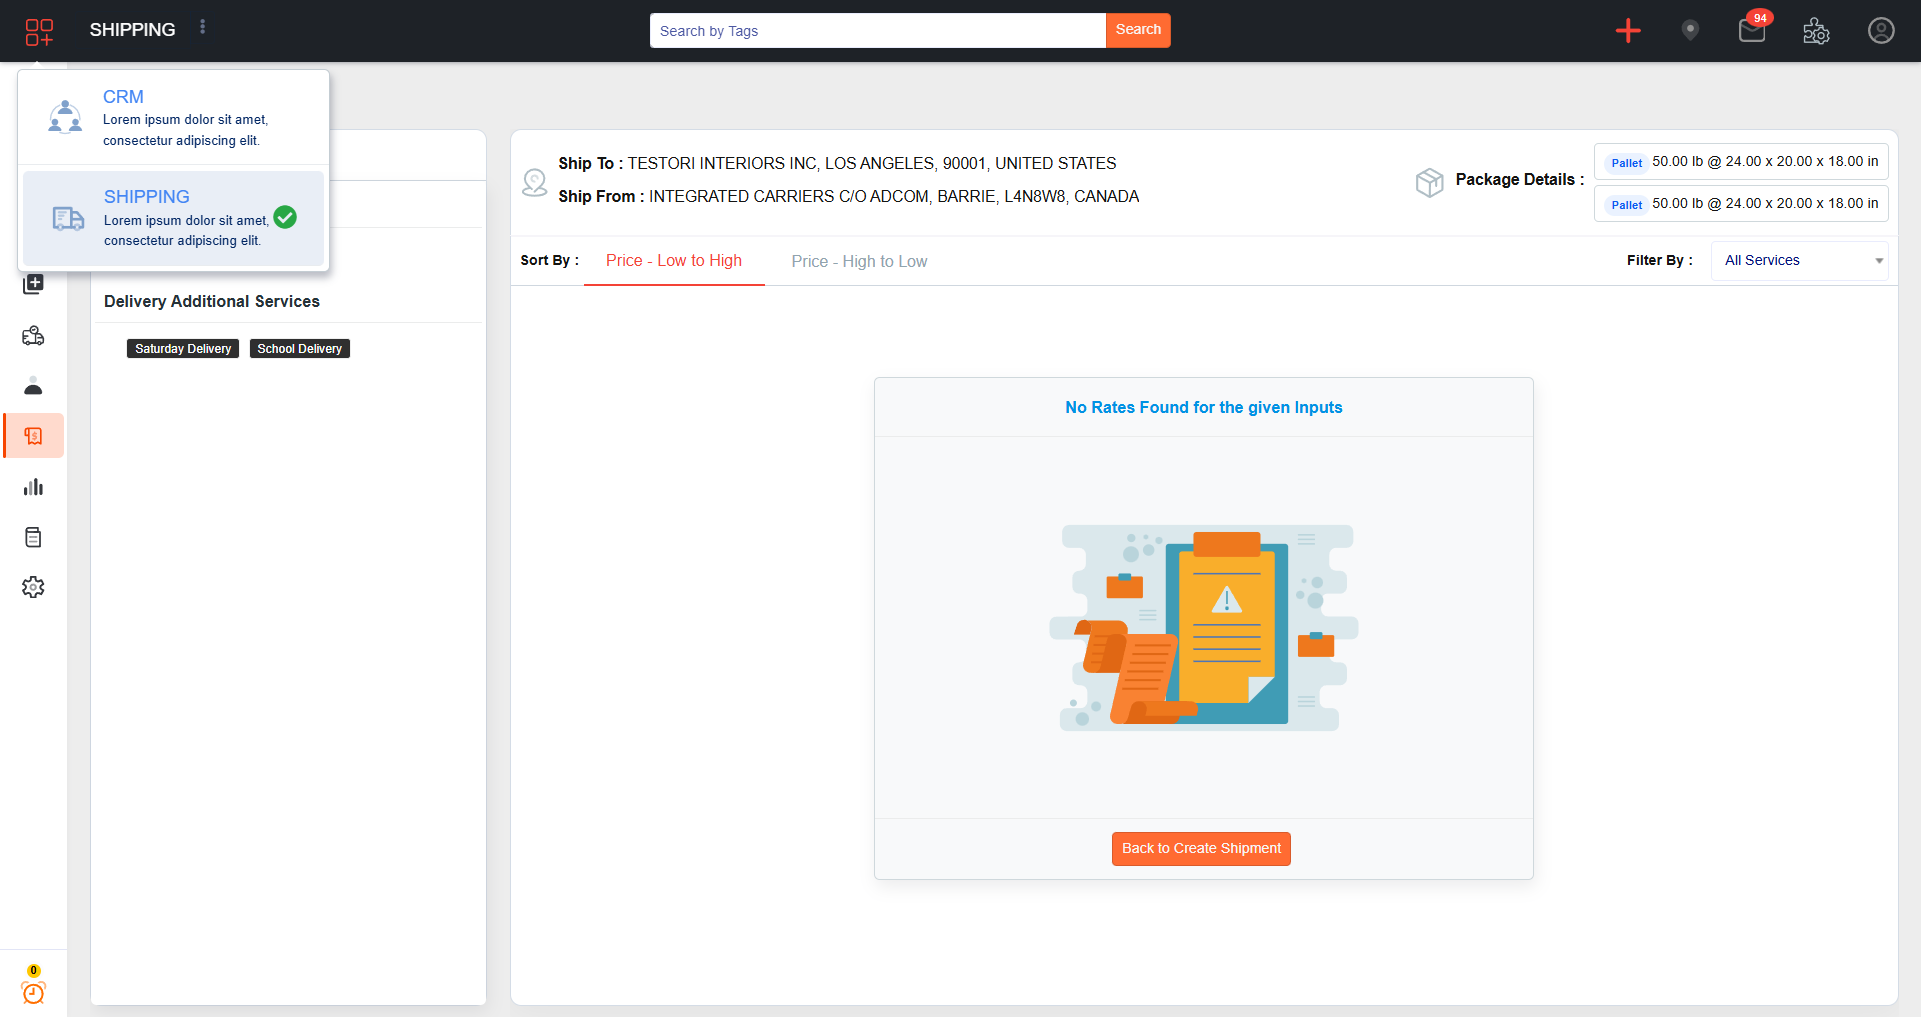 SHIPPING
Search by Tags
Search
94
CRM
Lorem ipsum dolor sit amet,
consectetur adipiscing elit.
SHIPPING
Lorem ipsum dolor sit amet,
consectetur adipiscing elit.
Delivery Additional Services
Saturday Delivery
School Delivery
Ship To : TESTORI INTERIORS INC, LOS ANGELES, 90001, UNITED STATES
Ship From : INTEGRATED CARRIERS C/O ADCOM, BARRIE, L4N8W8, CANADA
Package Details :
Pallet 50.00 lb @ 24.00 x 20.00 x 18.00 in
Pallet 50.00 lb @ 24.00 x 20.00 x 18.00 in
Sort By :
Price - Low to High
Price - High to Low
Filter By :
All Services
No Rates Found for the given Inputs
Back to Create Shipment
0